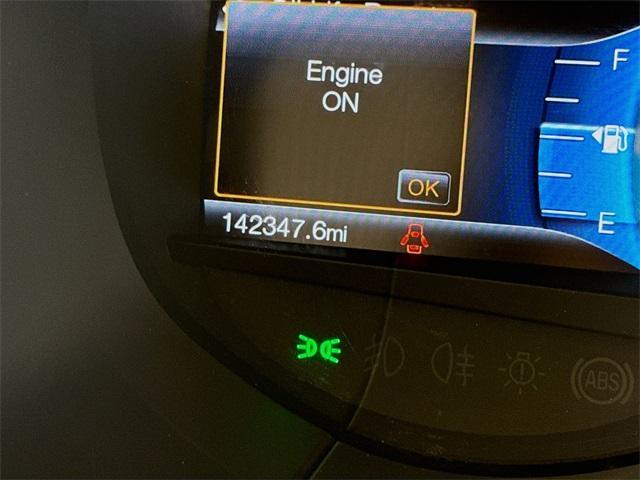 Engine
ON
OK
F
E
142347.6mi
ABS